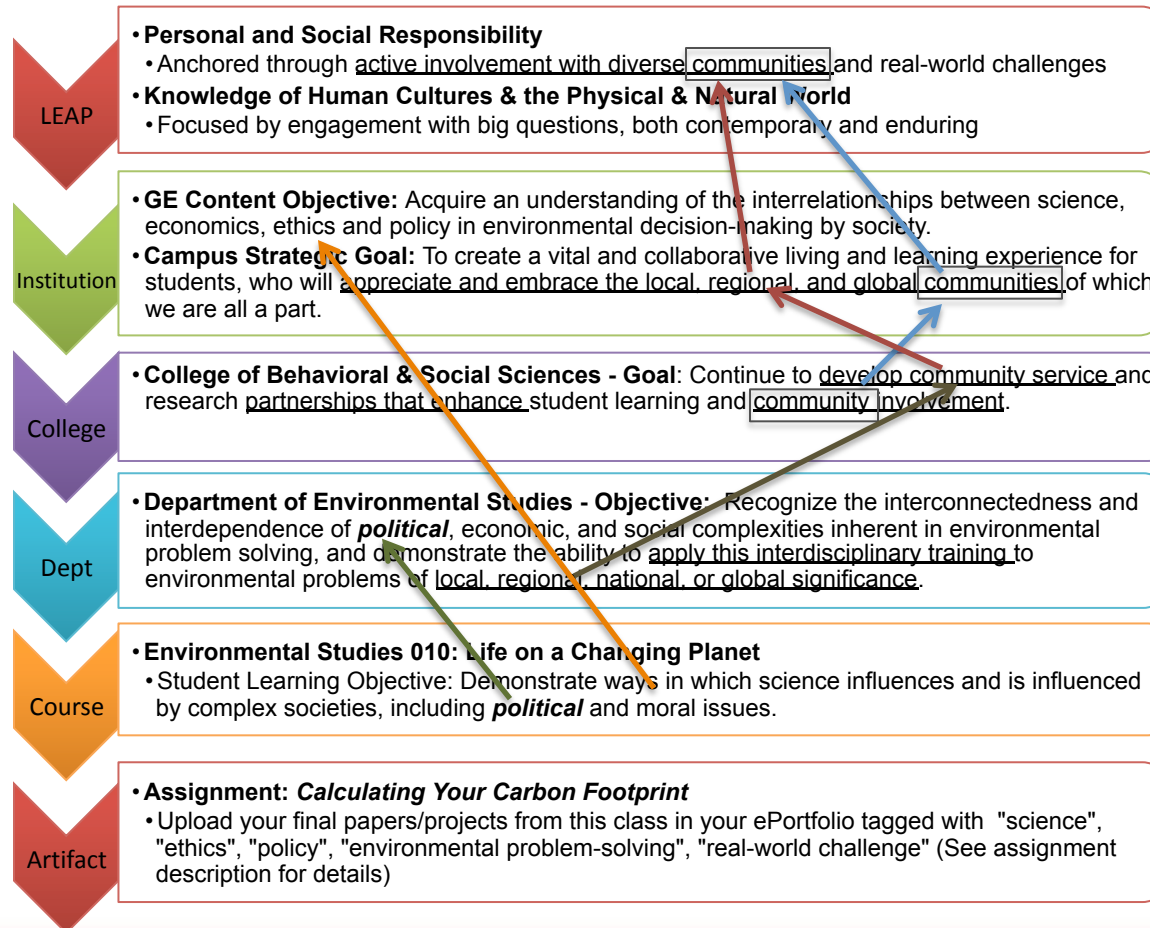 LEAP
• Personal and Social Responsibility
• Anchored through active involvement with diverse communities and real-world challenges
• Knowledge of Human Cultures & the Physical & Natural World
• Focused by engagement with big questions, both contemporary and enduring
Institution
• GE Content Objective: Acquire an understanding of the interrelationships between science,
economics, ethics and policy in environmental decision-making by society.
• Campus Strategic Goal: To create a vital and collaborative living and learning experience for
students, who will appreciate and embrace the local, regional, and global communities of which
we are all a part.
College
• College of Behavioral & Social Sciences - Goal: Continue to develop community service and
research partnerships that enhance student learning and community involvement.
Dept
• Department of Environmental Studies - Objective: Recognize the interconnectedness and
interdependence of political, economic, and social complexities inherent in environmental
problem solving, and demonstrate the ability to apply this interdisciplinary training to
environmental problems of local, regional, national, or global significance.
Course
• Environmental Studies 010: Life on a Changing Planet
• Student Learning Objective: Demonstrate ways in which science influences and is influenced
by complex societies, including political and moral issues.
Artifact
• Assignment: Calculating Your Carbon Footprint
• Upload your final papers/projects from this class in your ePortfolio tagged with "science",
"ethics", "policy", "environmental problem-solving", "real-world challenge" (See assignment
description for details)